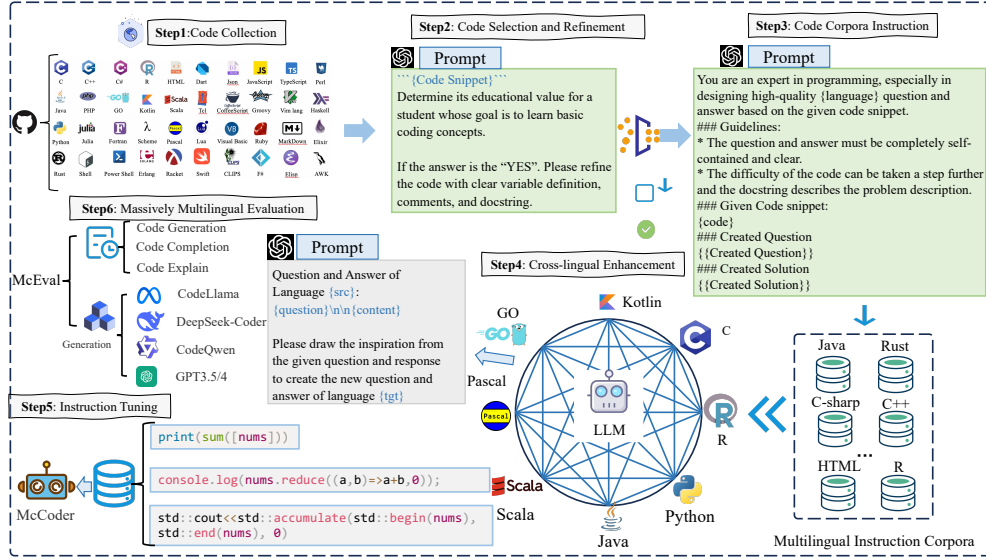 Step1:Code Collection
C C++ C# R HTML Dart Json JavaScript TypeScript Perl
Java PHP GO Kotlin Scala Tcl CoffeeScript Groovy Vim lang Haskell
Python Julia Fortran Scheme Pascal Lua Visual Basic Ruby MarkDown Elixir
Rust Shell Power Shell Erlang Racket Swift CLIPS F# Elisp AWK
Step2: Code Selection and Refinement
Prompt
```{Code Snippet}```
Determine its educational value for a
student whose goal is to learn basic
coding concepts.
If the answer is the “YES”. Please refine
the code with clear variable definition,
comments, and docstring.
Step3: Code Corpora Instruction
Prompt
You are an expert in programming, especially in
designing high-quality {language} question and
answer based on the given code snippet.
### Guidelines:
* The question and answer must be completely self-
contained and clear.
* The difficulty of the code can be taken a step further
and the docstring describes the problem description.
### Given Code snippet:
{code}
### Created Question
{{Created Question}}
### Created Solution
{{Created Solution}}
Step6: Massively Multilingual Evaluation
McEval
Code Generation
Code Completion
Code Explain
Generation
CodeLlama
DeepSeek-Coder
CodeQwen
GPT3.5/4
Prompt
Question and Answer of
Language {src}:
{question}\n\n{content}
Please draw the inspiration from
the given question and response
to create the new question and
answer of language {tgt}
Step4: Cross-lingual Enhancement
Kotlin
GO
C
Pascal
Pascal
LLM
R
Scala
Scala
Python
Java
Java Rust
C-sharp C++
...
HTML R
Multilingual Instruction Corpora
Step5: Instruction Tuning
McCoder
print(sum([nums]))
console.log(nums.reduce((a,b)=>a+b,0));
std::cout<<std::accumulate(std::begin(nums),
std::end(nums), 0)